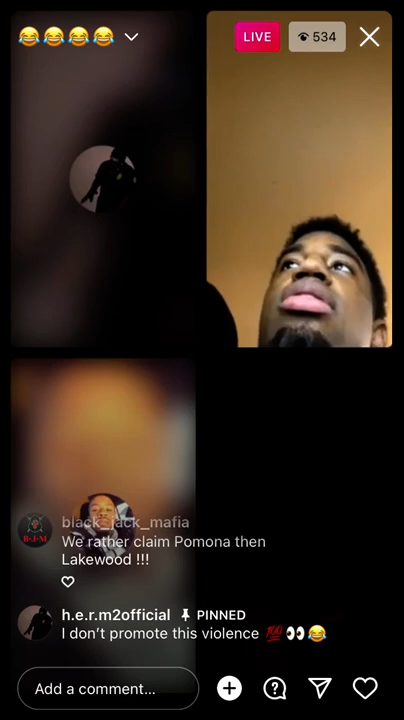 😂😂😂😂
LIVE
534
black_jack_mafia
We rather claim Pomona then
Lakewood !!!
B·J·M
h.e.r.m2official PINNED
I don't promote this violence 💯👀😂
Add a comment...